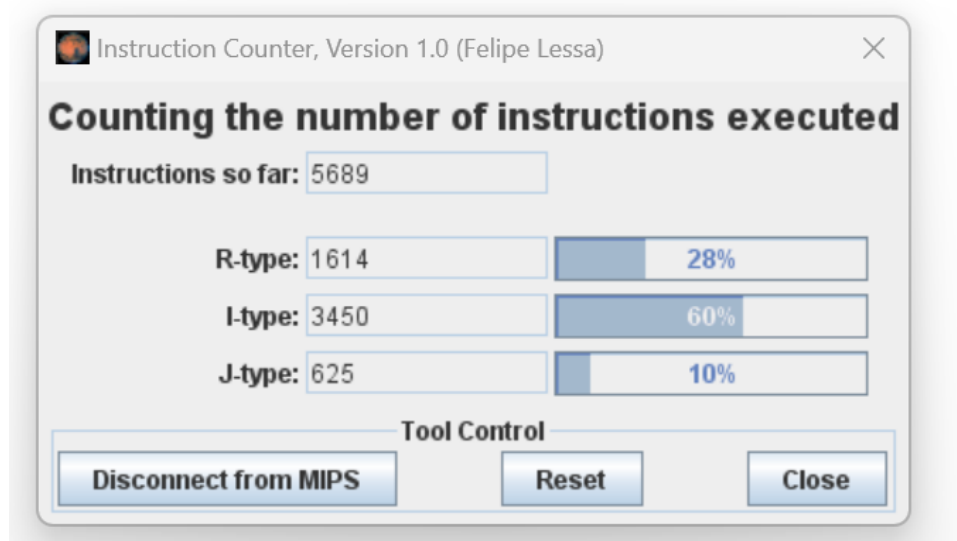 Instruction Counter, Version 1.0 (Felipe Lessa)
Counting the number of instructions executed
Instructions so far: 5689
R-type: 1614 28%
I-type: 3450 60%
J-type: 625 10%
Tool Control
Disconnect from MIPS Reset Close